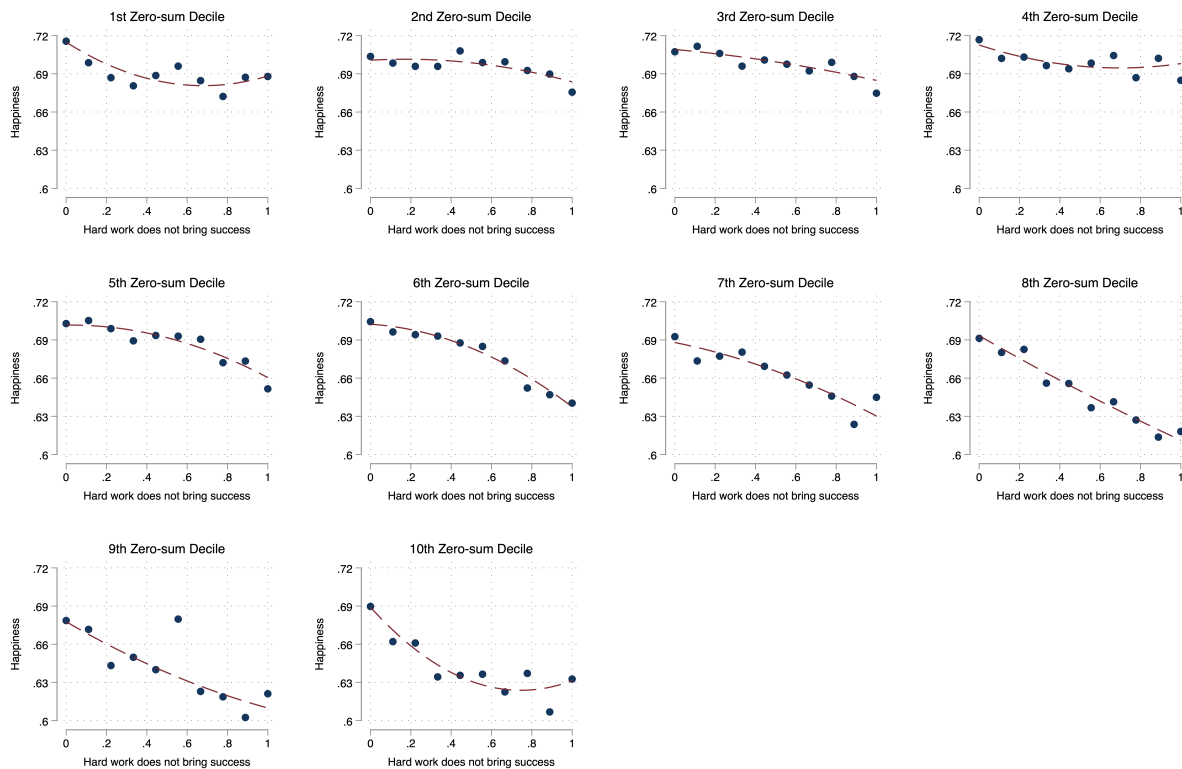 1st Zero-sum Decile
.72
.69
.66
.63
.6
Happiness
0 .2 .4 .6 .8 1
Hard work does not bring success
2nd Zero-sum Decile
.72
.69
.66
.63
.6
Happiness
0 .2 .4 .6 .8 1
Hard work does not bring success
3rd Zero-sum Decile
.72
.69
.66
.63
.6
Happiness
0 .2 .4 .6 .8 1
Hard work does not bring success
4th Zero-sum Decile
.72
.69
.66
.63
.6
Happiness
0 .2 .4 .6 .8 1
Hard work does not bring success
5th Zero-sum Decile
.72
.69
.66
.63
.6
Happiness
0 .2 .4 .6 .8 1
Hard work does not bring success
6th Zero-sum Decile
.72
.69
.66
.63
.6
Happiness
0 .2 .4 .6 .8 1
Hard work does not bring success
7th Zero-sum Decile
.72
.69
.66
.63
.6
Happiness
0 .2 .4 .6 .8 1
Hard work does not bring success
8th Zero-sum Decile
.72
.69
.66
.63
.6
Happiness
0 .2 .4 .6 .8 1
Hard work does not bring success
9th Zero-sum Decile
.72
.69
.66
.63
.6
Happiness
0 .2 .4 .6 .8 1
Hard work does not bring success
10th Zero-sum Decile
.72
.69
.66
.63
.6
Happiness
0 .2 .4 .6 .8 1
Hard work does not bring success